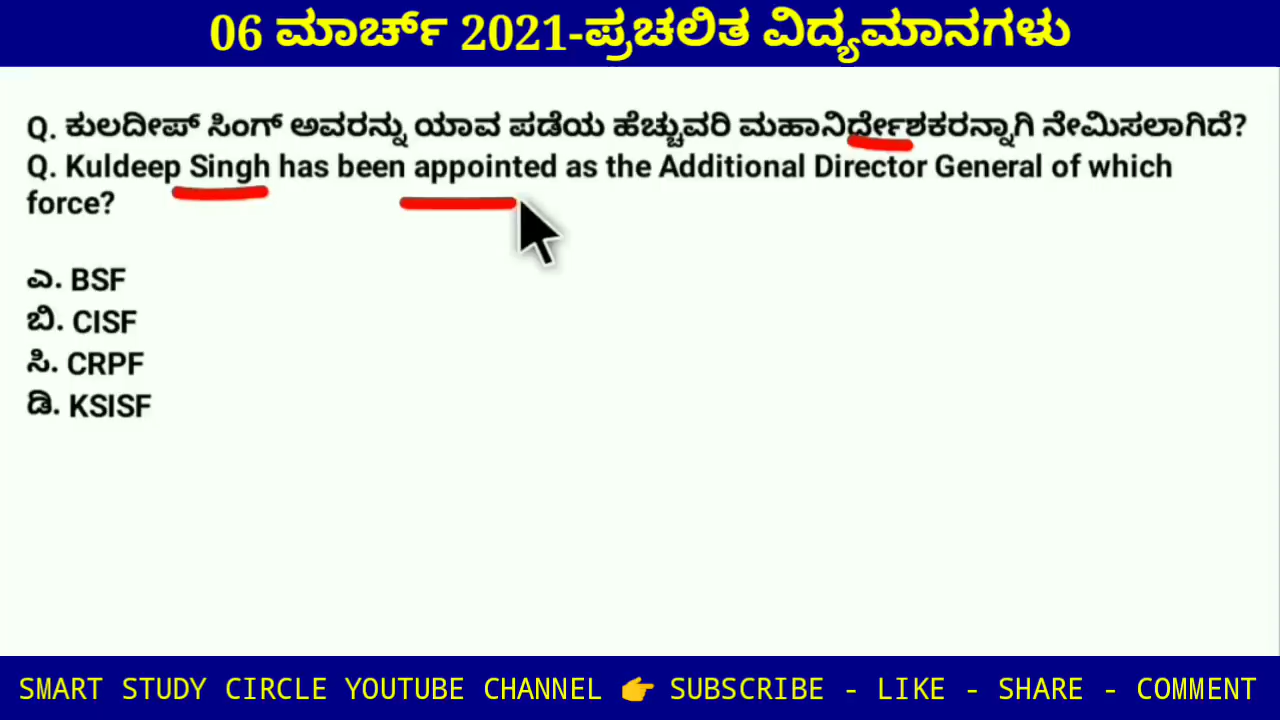 06 ಮಾರ್ಚ್ 2021-ಪ್ರಚಲಿತ ವಿದ್ಯಮಾನಗಳು
Q. ಕುಲದೀಪ್ ಸಿಂಗ್ ಅವರನ್ನು ಯಾವ ಪಡೆಯ ಹೆಚ್ಚುವರಿ ಮಹಾನಿರ್ದೇಶಕರನ್ನಾಗಿ ನೇಮಿಸಲಾಗಿದೆ?
Q. Kuldeep Singh has been appointed as the Additional Director General of which
force?
ಎ. BSF
ಬಿ. CISF
ಸಿ. CRPF
ಡಿ. KSISF
SMART STUDY CIRCLE YOUTUBE CHANNEL 👉 SUBSCRIBE - LIKE - SHARE - COMMENT